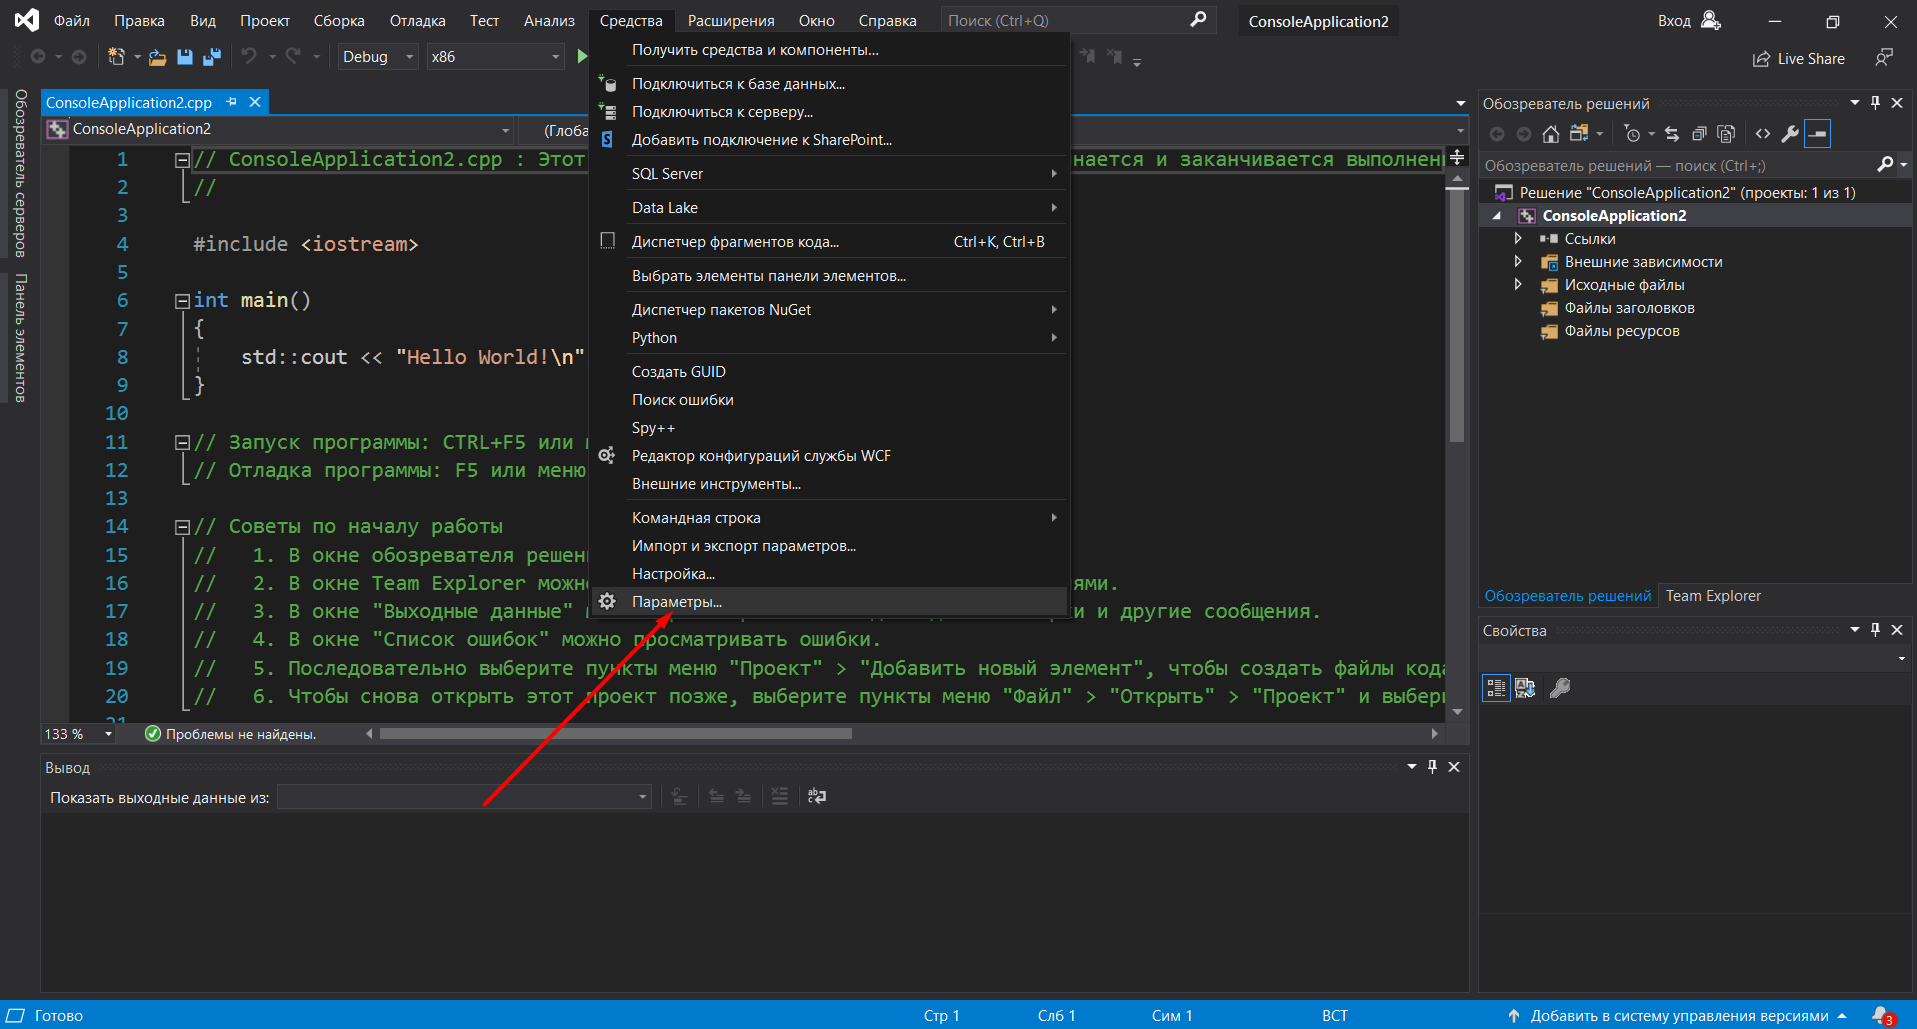 Файл Правка Вид Проект Сборка Отладка Тест Анализ Средства Расширения Окно Справка Поиск (Ctrl+Q) ConsoleApplication2 Вход
Debug x86 Live Share
Обозреватель серверов
Панель элементов
ConsoleApplication2.cpp
ConsoleApplication2 (Глоба
1 // ConsoleApplication2.cpp : Этот нается и заканчивается выполнен
2 //
3
4 #include <iostream>
5
6 int main()
7 {
8 std::cout << "Hello World!\n"
9 }
10
11 // Запуск программы: CTRL+F5 или
12 // Отладка программы: F5 или меню
13
14 // Советы по началу работы
15 // 1. В окне обозревателя решен
16 // 2. В окне Team Explorer можн ями.
17 // 3. В окне "Выходные данные" и и другие сообщения.
18 // 4. В окне "Список ошибок" можно просматривать ошибки.
19 // 5. Последовательно выберите пункты меню "Проект" > "Добавить новый элемент", чтобы создать файлы кода
20 // 6. Чтобы снова открыть этот проект позже, выберите пункты меню "Файл" > "Открыть" > "Проект" и выбери
21
Получить средства и компоненты...
Подключиться к базе данных...
Подключиться к серверу...
Добавить подключение к SharePoint...
SQL Server
Data Lake
Диспетчер фрагментов кода... Ctrl+K, Ctrl+B
Выбрать элементы панели элементов...
Диспетчер пакетов NuGet
Python
Создать GUID
Поиск ошибки
Spy++
Редактор конфигураций службы WCF
Внешние инструменты...
Командная строка
Импорт и экспорт параметров...
Настройка...
Параметры...
133 % Проблемы не найдены.
Вывод
Показать выходные данные из:
Обозреватель решений
Обозреватель решений — поиск (Ctrl+;)
Решение "ConsoleApplication2" (проекты: 1 из 1)
ConsoleApplication2
Ссылки
Внешние зависимости
Исходные файлы
Файлы заголовков
Файлы ресурсов
Обозреватель решений Team Explorer
Свойства
Готово Стр 1 Слб 1 Сим 1 ВСТ Добавить в систему управления версиями 3